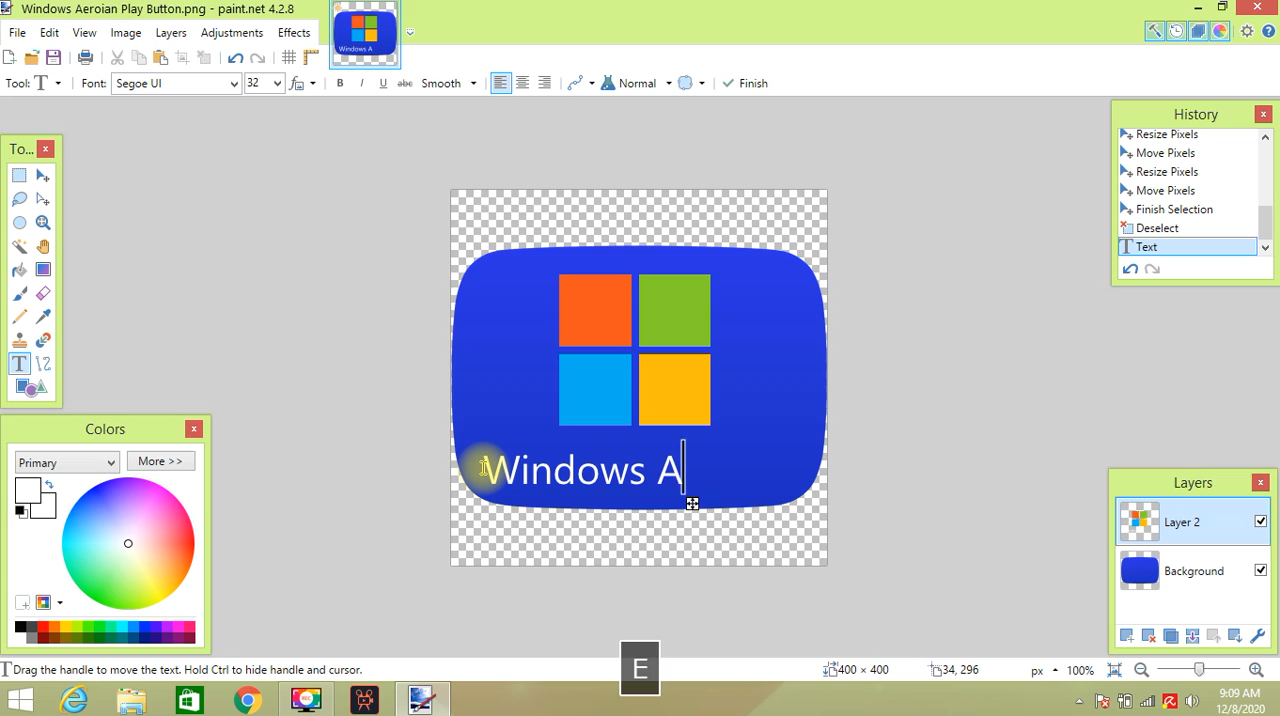 Windows Aeroian Play Button.png - paint.net 4.2.8
File Edit View Image Layers Adjustments Effects
Windows A
Tool: T Font: Segoe UI 32 fx B I U abc Smooth Normal Finish
To...
History
Resize Pixels
Move Pixels
Resize Pixels
Move Pixels
Finish Selection
Deselect
T Text
Windows A
Colors
Primary More >>
Layers
Layer 2
Background
E
Drag the handle to move the text. Hold Ctrl to hide handle and cursor. 400 × 400 34, 296 px 100%
REC
9:09 AM
12/8/2020